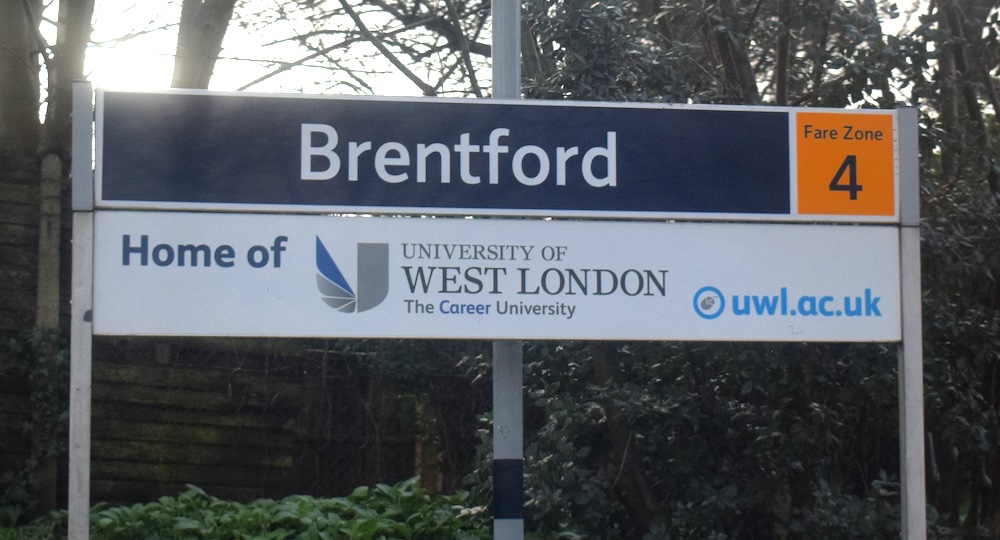 Brentford
Fare Zone
4
Home of
UNIVERSITY OF
WEST LONDON
The Career University
uwl.ac.uk